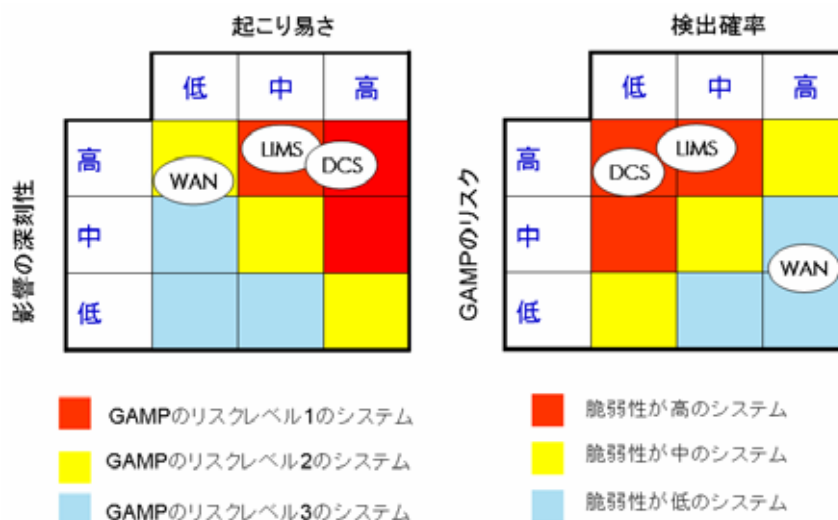 起こり易さ
低 中 高
影響の深刻性
高
中
低
WAN
LIMS
DCS
GAMPのリスクレベル1のシステム
GAMPのリスクレベル2のシステム
GAMPのリスクレベル3のシステム
検出確率
低 中 高
GAMPのリスク
高
中
低
DCS
LIMS
WAN
脆弱性が高のシステム
脆弱性が中のシステム
脆弱性が低のシステム